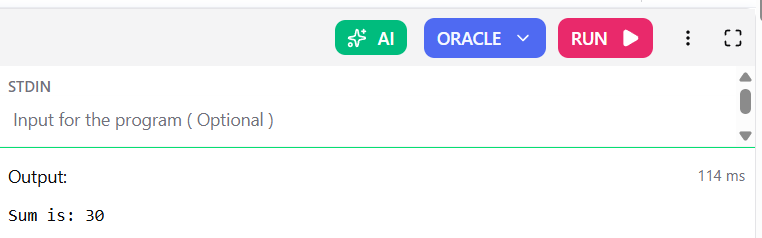 AI ORACLE RUN
STDIN
Input for the program ( Optional )
Output: 114 ms
Sum is: 30